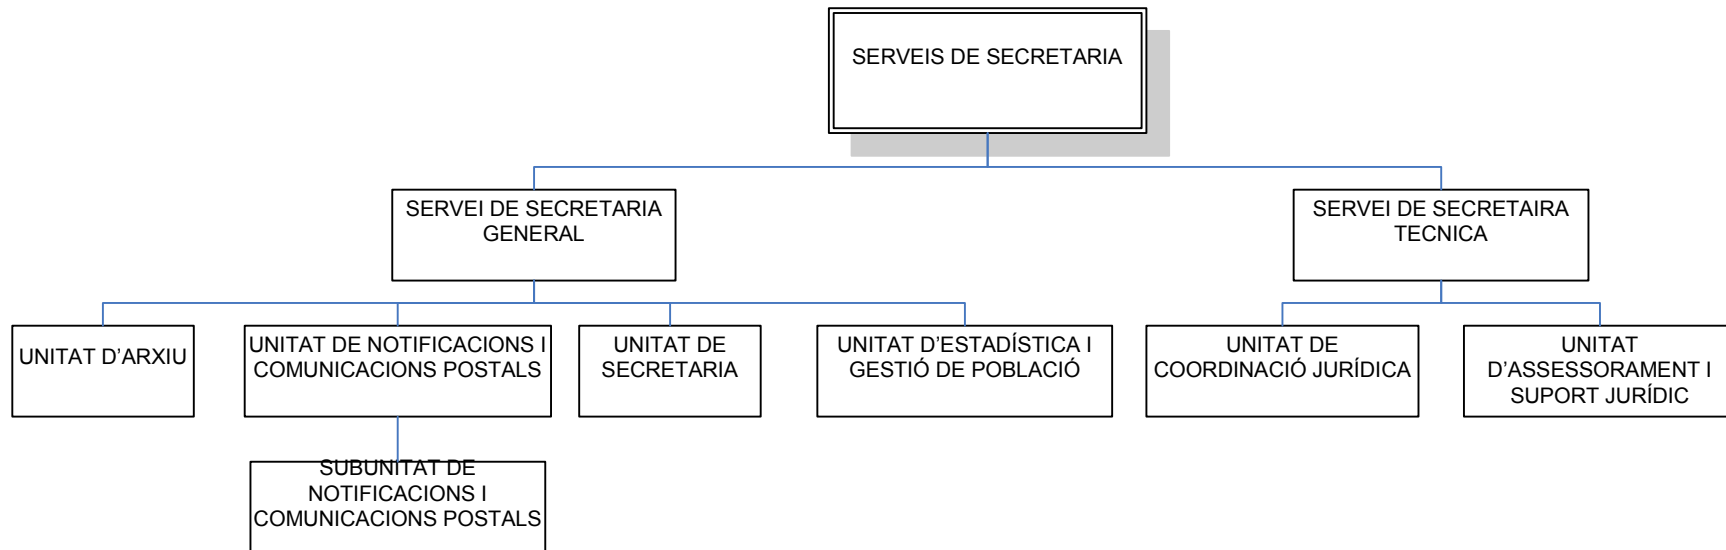 SERVEIS DE SECRETARIA
SERVEI DE SECRETARIA
GENERAL
SERVEI DE SECRETAIRA
TECNICA
UNITAT D’ARXIU
UNITAT DE NOTIFICACIONS I
COMUNICACIONS POSTALS
UNITAT DE
SECRETARIA
UNITAT D’ESTADÍSTICA I
GESTIÓ DE POBLACIÓ
UNITAT DE
COORDINACIÓ JURÍDICA
UNITAT
D’ASSESSORAMENT I
SUPORT JURÍDIC
SUBUNITAT DE
NOTIFICACIONS I
COMUNICACIONS POSTALS